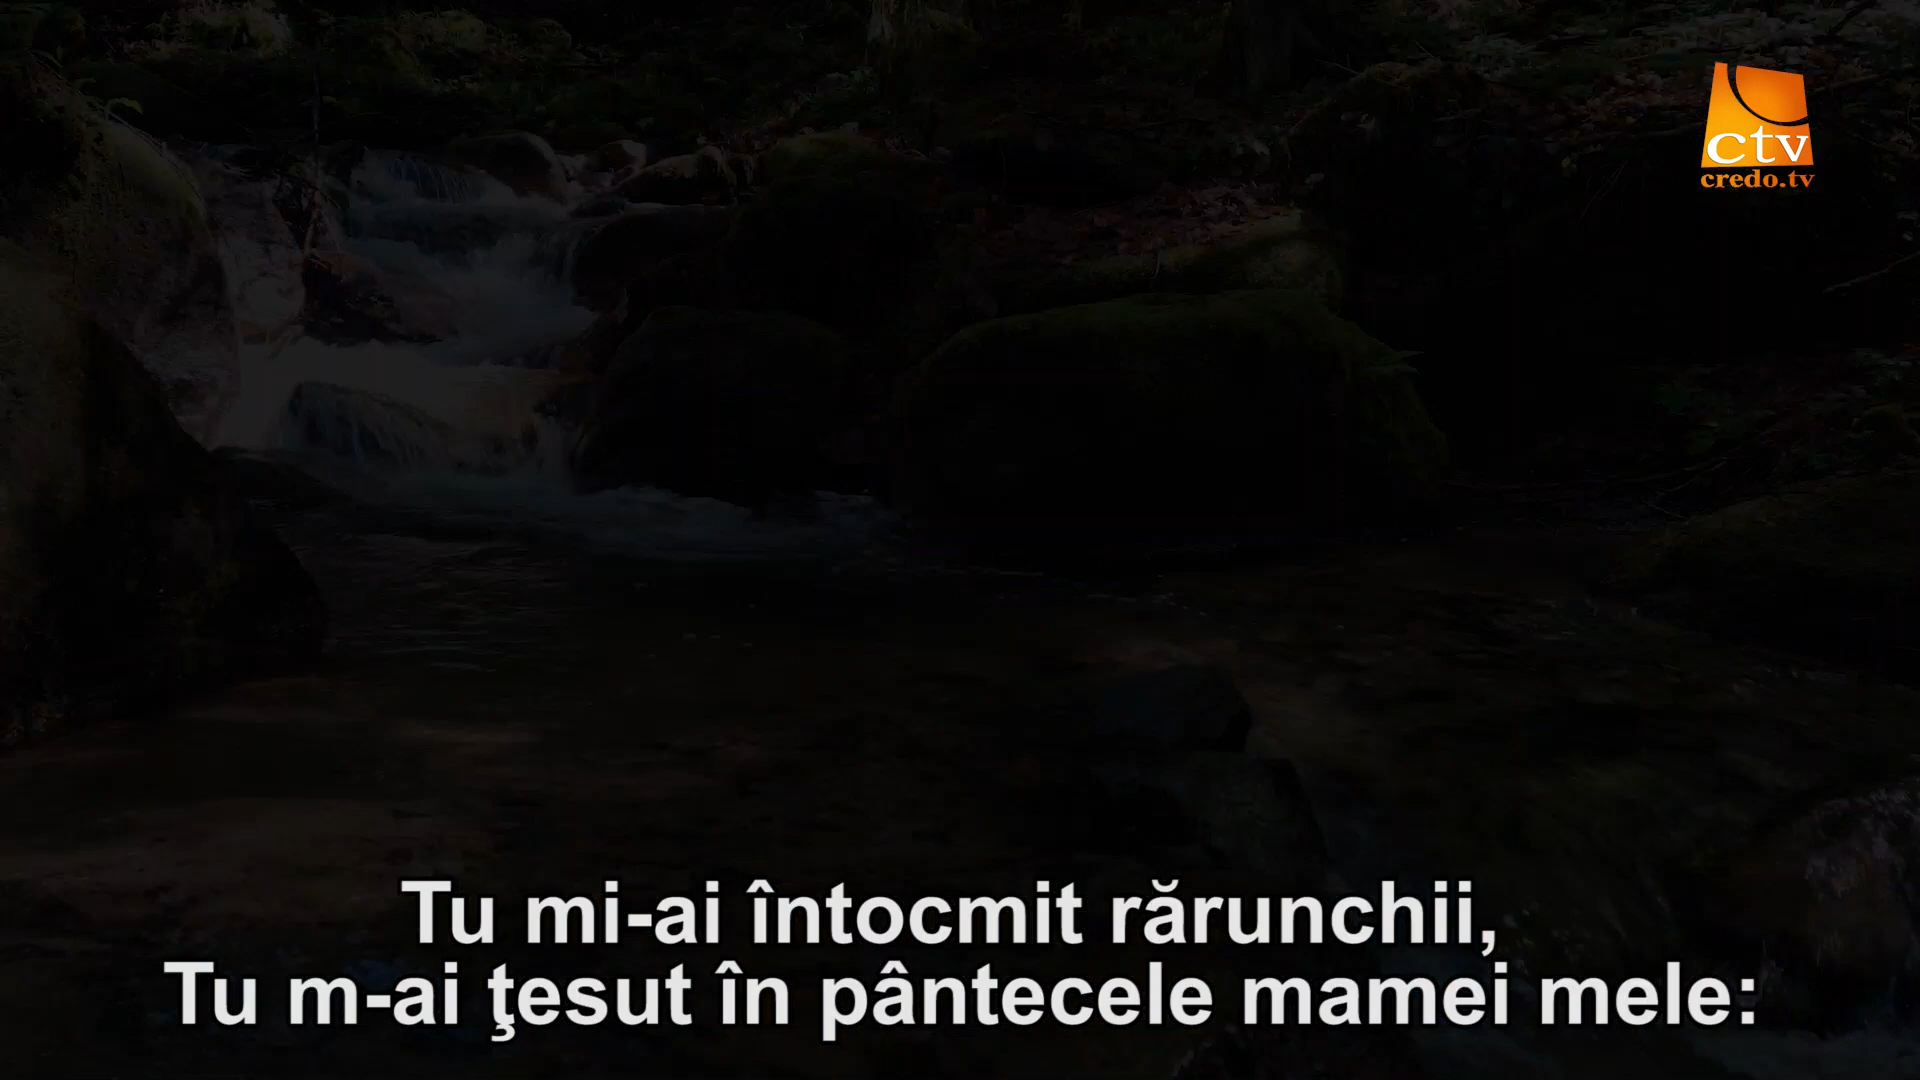 ctv
credo.tv
Tu mi-ai întocmit rărunchii,
Tu m-ai ţesut în pântecele mamei mele: